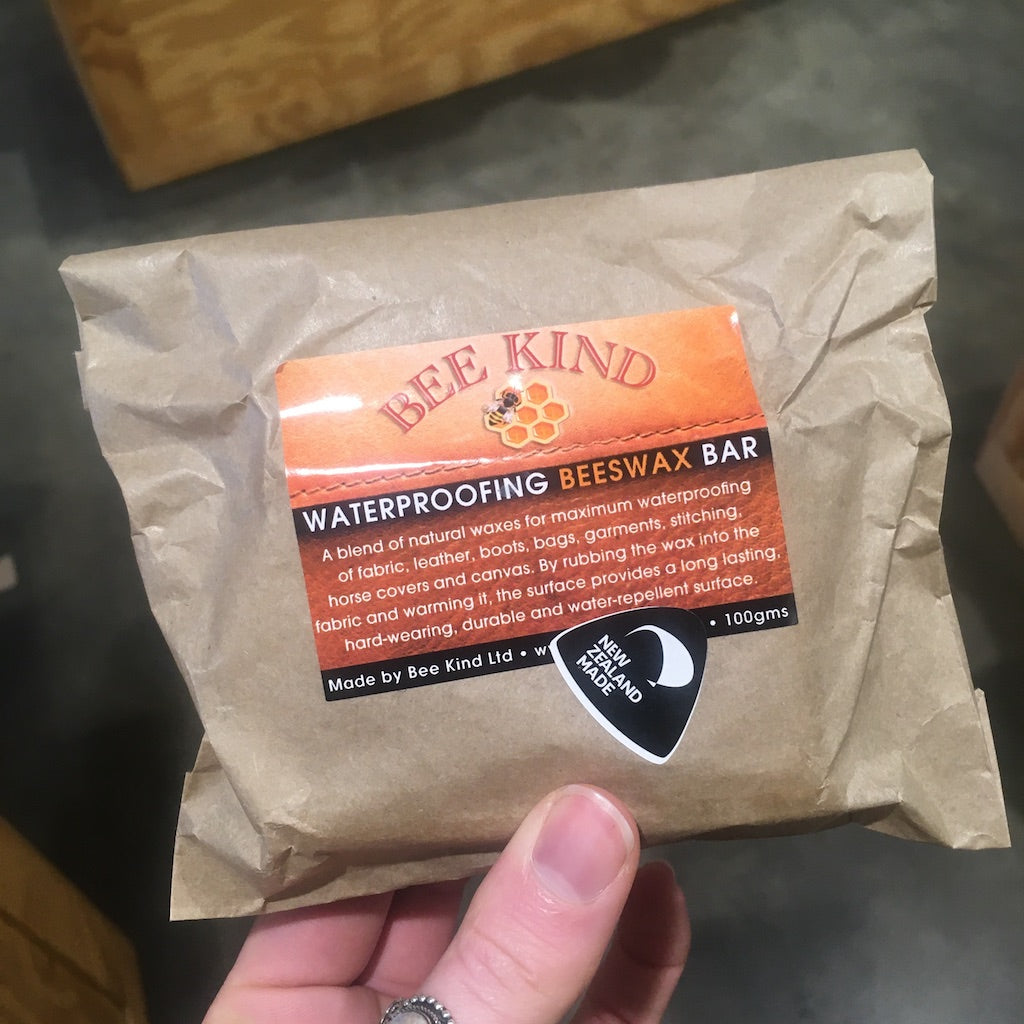 BEE KIND
WATERPROOFING BEESWAX BAR
A blend of natural waxes for maximum waterproofing
of fabric, leather, boots, bags, garments, stitching,
horse covers and canvas. By rubbing the wax into the
fabric and warming it, the surface provides a long lasting,
hard-wearing, durable and water-repellent surface.
Made by Bee Kind Ltd • • 100gms
NEW
ZEALAND
MADE